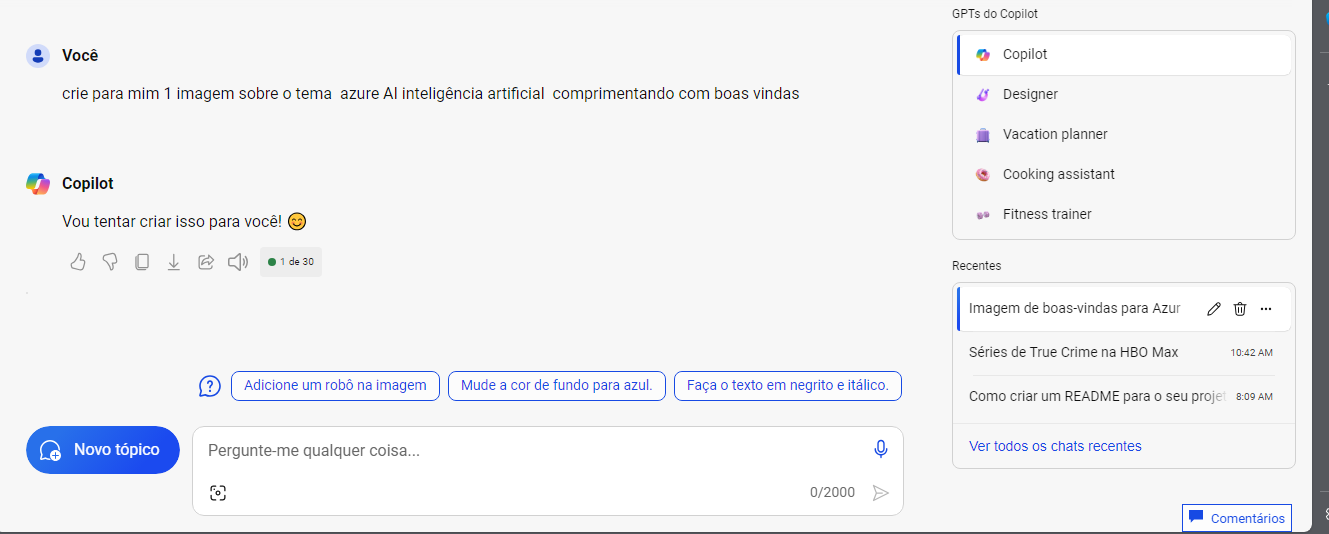 Você
crie para mim 1 imagem sobre o tema  azure AI inteligência artificial  comprimentando com boas vindas
Copilot
Vou tentar criar isso para você!
1 de 30
Adicione um robô na imagem
Mude a cor de fundo para azul.
Faça o texto em negrito e itálico.
Novo tópico
Pergunte-me qualquer coisa...
0/2000
GPTs do Copilot
Copilot
Designer
Vacation planner
Cooking assistant
Fitness trainer
Recentes
Imagem de boas-vindas para Azur
Séries de True Crime na HBO Max
10:42 AM
Como criar um README para o seu projet
8:09 AM
Ver todos os chats recentes
Comentários